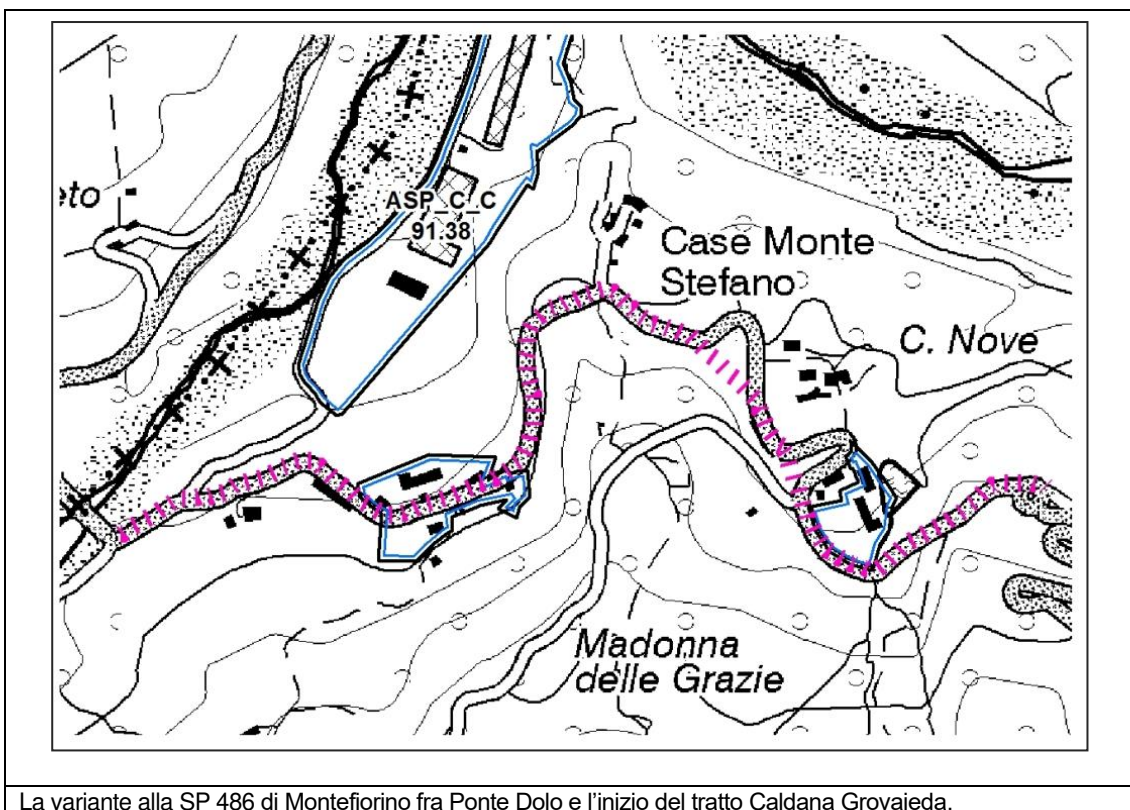 ASP_C_C
91.38
eto
Case Monte
Stefano
C. Nove
Madonna
delle Grazie
La variante alla SP 486 di Montefiorino fra Ponte Dolo e l’inizio del tratto Caldana Grovaieda.